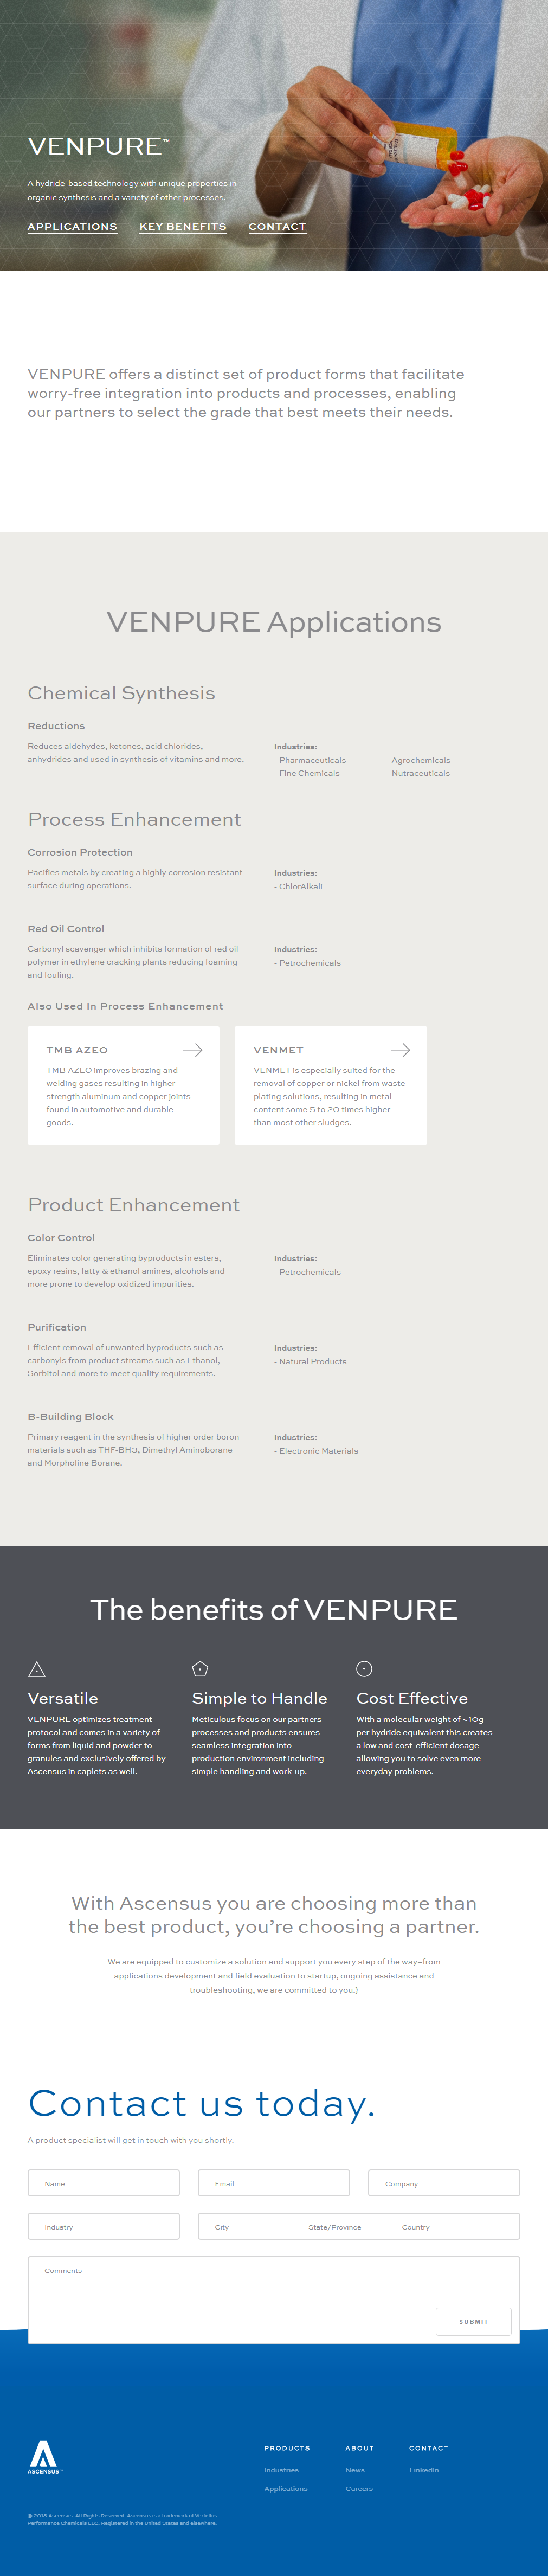 VENPURE™
A hydride-based technology with unique properties in
organic synthesis and a variety of other processes.
APPLICATIONS KEY BENEFITS CONTACT
VENPURE offers a distinct set of product forms that facilitate
worry-free integration into products and processes, enabling
our partners to select the grade that best meets their needs.
VENPURE Applications
Chemical Synthesis
Reductions
Reduces aldehydes, ketones, acid chlorides,
anhydrides and used in synthesis of vitamins and more.
Industries:
- Pharmaceuticals - Agrochemicals
- Fine Chemicals - Nutraceuticals
Process Enhancement
Corrosion Protection
Pacifies metals by creating a highly corrosion resistant
surface during operations.
Industries:
- ChlorAlkali
Red Oil Control
Carbonyl scavenger which inhibits formation of red oil
polymer in ethylene cracking plants reducing foaming
and fouling.
Industries:
- Petrochemicals
Also Used In Process Enhancement
TMB AZEO
TMB AZEO improves brazing and
welding gases resulting in higher
strength aluminum and copper joints
found in automotive and durable
goods.
VENMET
VENMET is especially suited for the
removal of copper or nickel from waste
plating solutions, resulting in metal
content some 5 to 20 times higher
than most other sludges.
Product Enhancement
Color Control
Eliminates color generating byproducts in esters,
epoxy resins, fatty & ethanol amines, alcohols and
more prone to develop oxidized impurities.
Industries:
- Petrochemicals
Purification
Efficient removal of unwanted byproducts such as
carbonyls from product streams such as Ethanol,
Sorbitol and more to meet quality requirements.
Industries:
- Natural Products
B-Building Block
Primary reagent in the synthesis of higher order boron
materials such as THF-BH3, Dimethyl Aminoborane
and Morpholine Borane.
Industries:
- Electronic Materials
The benefits of VENPURE
Versatile
VENPURE optimizes treatment
protocol and comes in a variety of
forms from liquid and powder to
granules and exclusively offered by
Ascensus in caplets as well.
Simple to Handle
Meticulous focus on our partners
processes and products ensures
seamless integration into
production environment including
simple handling and work-up.
Cost Effective
With a molecular weight of ~10g
per hydride equivalent this creates
a low and cost-efficient dosage
allowing you to solve even more
everyday problems.
With Ascensus you are choosing more than
the best product, you're choosing a partner.
We are equipped to customize a solution and support you every step of the way–from
applications development and field evaluation to startup, ongoing assistance and
troubleshooting, we are committed to you.)
Contact us today.
A product specialist will get in touch with you shortly.
Name Email Company
Industry City State/Province Country
Comments
SUBMIT
ASCENSUS™
PRODUCTS ABOUT CONTACT
Industries News LinkedIn
Applications Careers
© 2018 Ascensus. All Rights Reserved. Ascensus is a trademark of Vertellus
Performance Chemicals LLC. Registered in the United States and elsewhere.